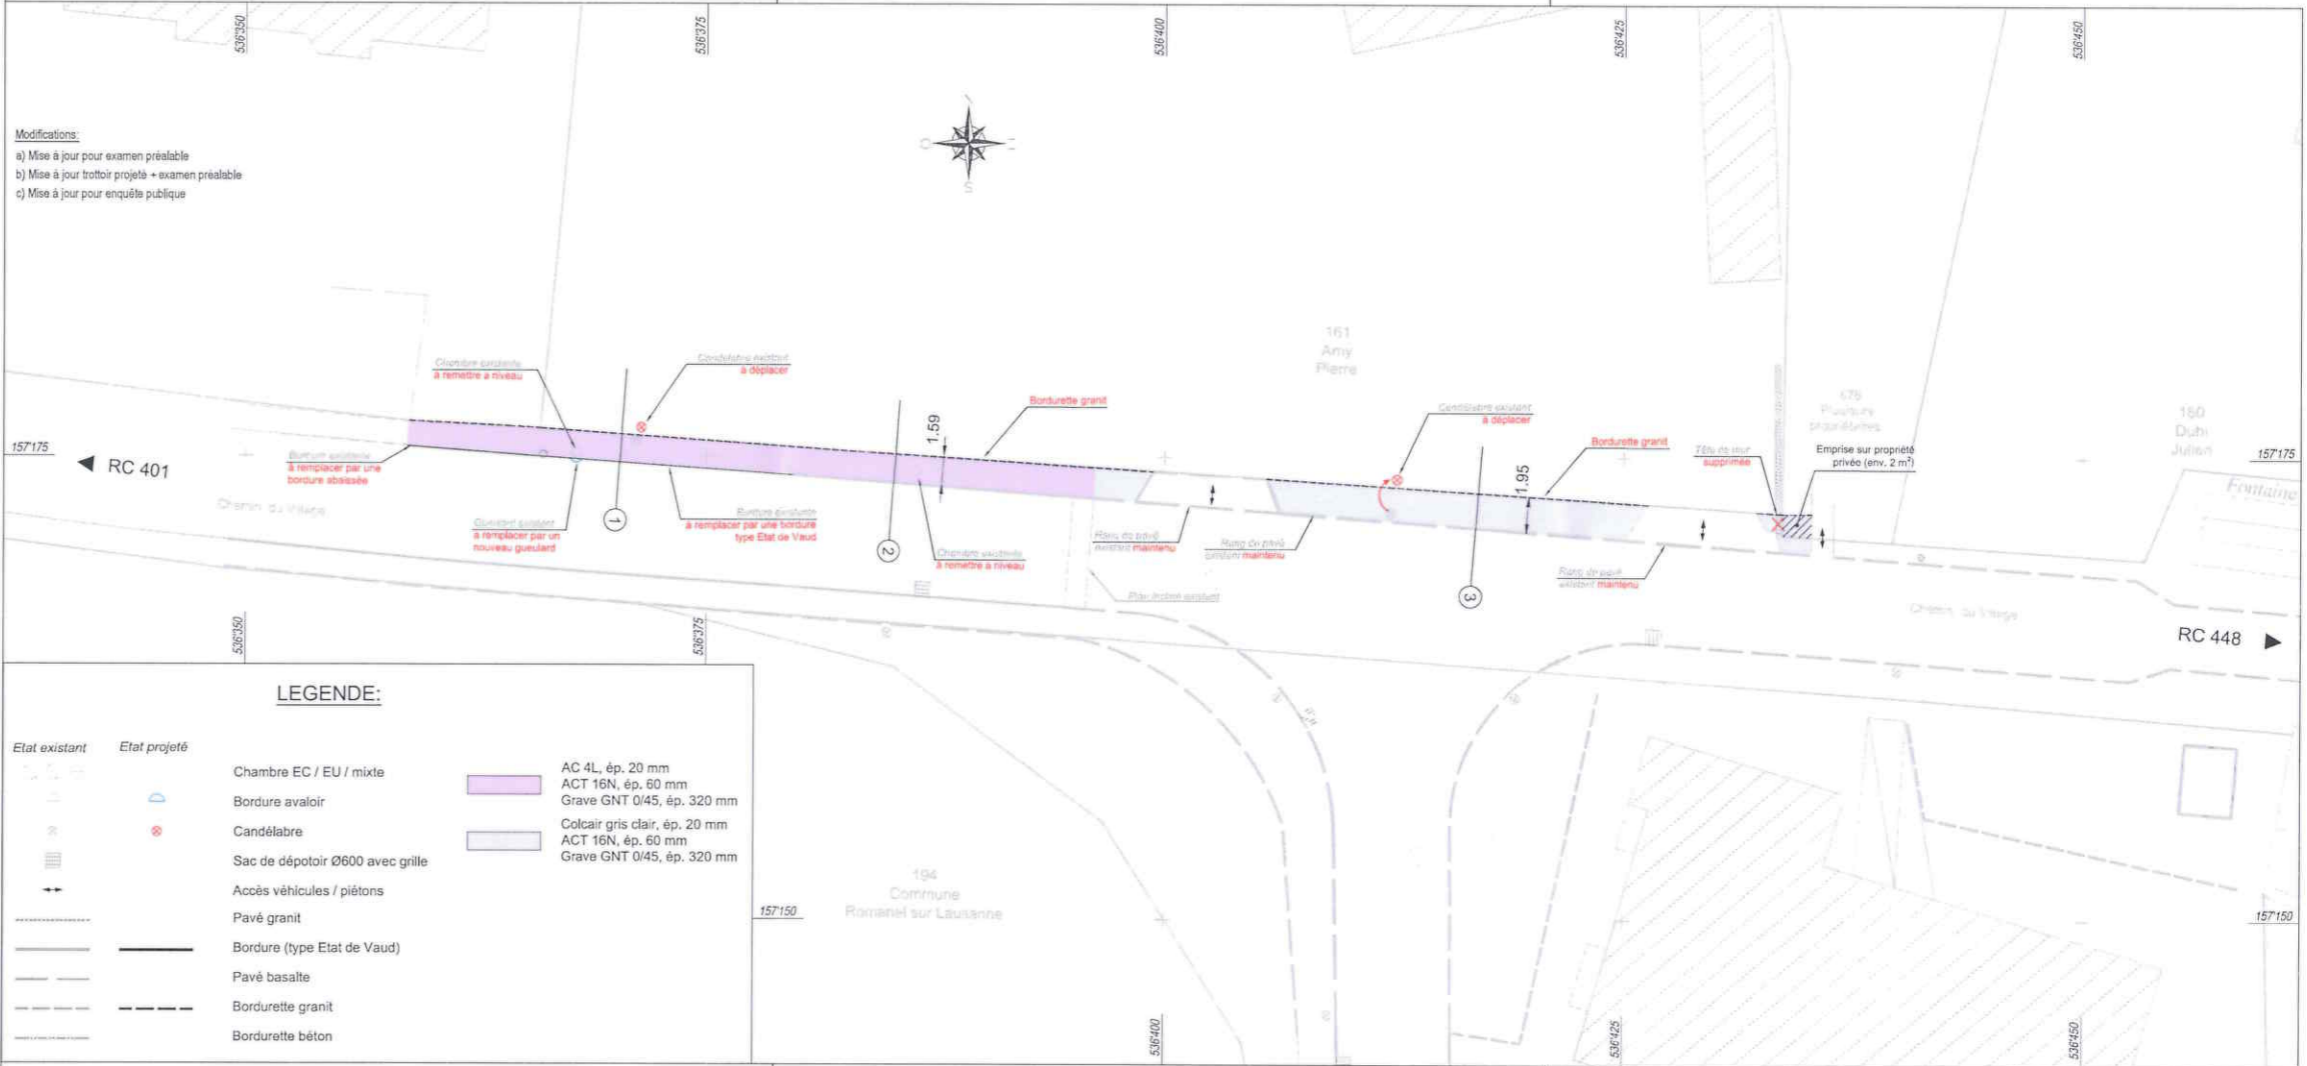 536'350
536'375
536'400
536'425
536'450
Modifications:
a) Mise à jour pour examen préalable
b) Mise à jour trottoir projeté + examen préalable
c) Mise à jour pour enquête publique
O
S
161
Amy
Pierre
Chambre existante
à remettre à niveau
Candélabre existant
à déplacer
Bordurette granit
1.59
Candélabre existant
à déplacer
Bordurette granit
1.95
Tête de mur
supprimée
Emprise sur propriété
privée (env. 2 m²)
676
Plusieurs
propriétaires
160
Dubi
Julien
157'175
157'175
RC 401
Bordure existante
à remplacer par une
bordure abaissée
Chemin du Village
Gueulard existant
à remplacer par un
nouveau gueulard
1
Bordure existante
à remplacer par une bordure
type Etat de Vaud
2
Chambre existante
à remettre à niveau
Rang de pavé
existant maintenu
Rang de pavé
existant maintenu
Plan incliné existant
3
Rang de pavé
existant maintenu
Fontaine
Chemin du Village
RC 448
536'350
536'375
LEGENDE:
Etat existant Etat projeté
Chambre EC / EU / mixte
Bordure avaloir
Candélabre
Sac de dépotoir Ø600 avec grille
Accès véhicules / piétons
Pavé granit
Bordure (type Etat de Vaud)
Pavé basalte
Bordurette granit
Bordurette béton
AC 4L, ép. 20 mm
ACT 16N, ép. 60 mm
Grave GNT 0/45, ép. 320 mm
Colcair gris clair, ép. 20 mm
ACT 16N, ép. 60 mm
Grave GNT 0/45, ép. 320 mm
157'150
194
Commune
Romanel sur Lausanne
157'150
536'400
536'425
536'450